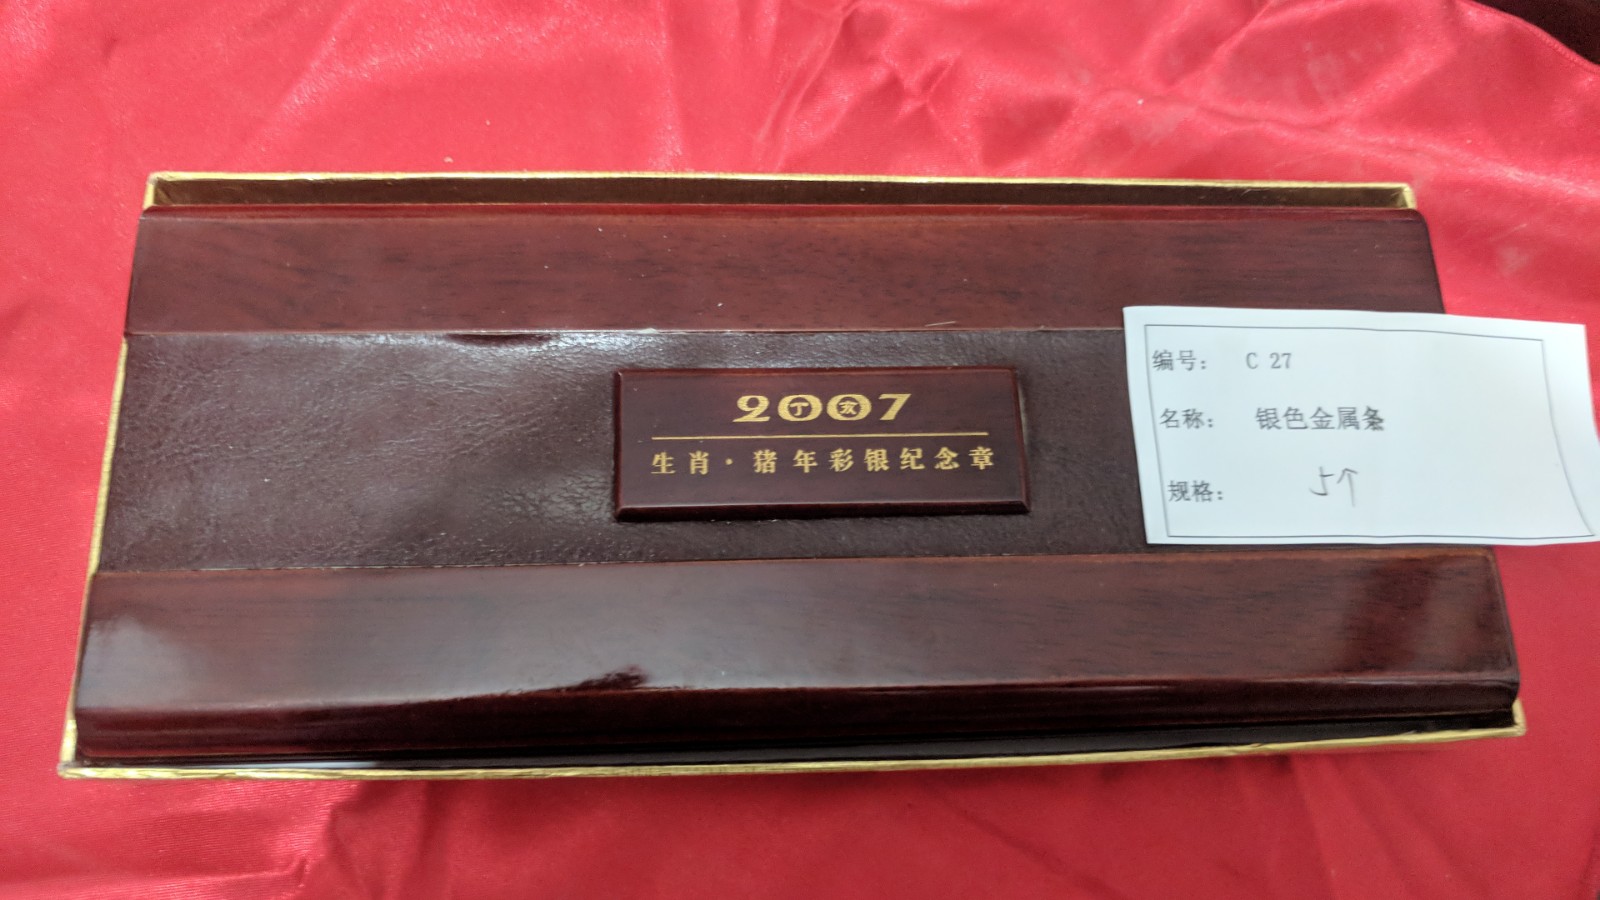 2007
丁 亥
生肖·猪年彩银纪念章
编号： C 27
名称： 银色金属条
规格： 5个